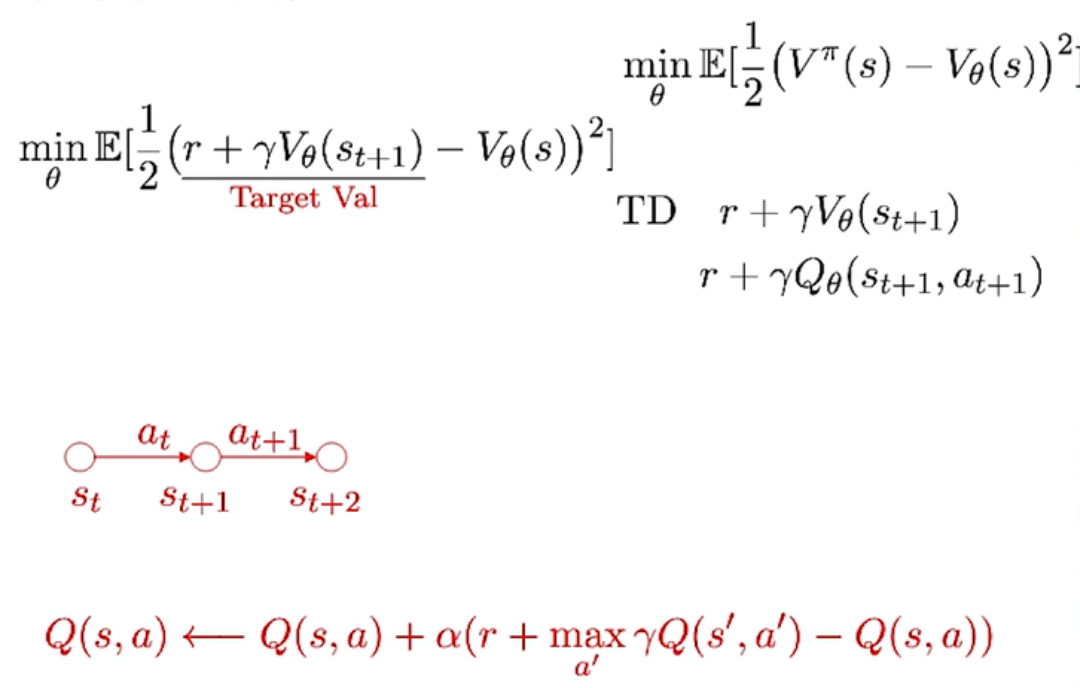 min_θ 𝔼[1/2 (V^π(s) − V_θ(s))^2]
min_θ 𝔼[1/2 (r + γV_θ(s_{t+1}) − V_θ(s))^2]
Target Val
TD r + γV_θ(s_{t+1})
r + γQ_θ(s_{t+1}, a_{t+1})
a_t a_{t+1}
s_t s_{t+1} s_{t+2}
Q(s, a) ⟵ Q(s, a) + α(r + max_{a′} γQ(s′, a′) − Q(s, a))